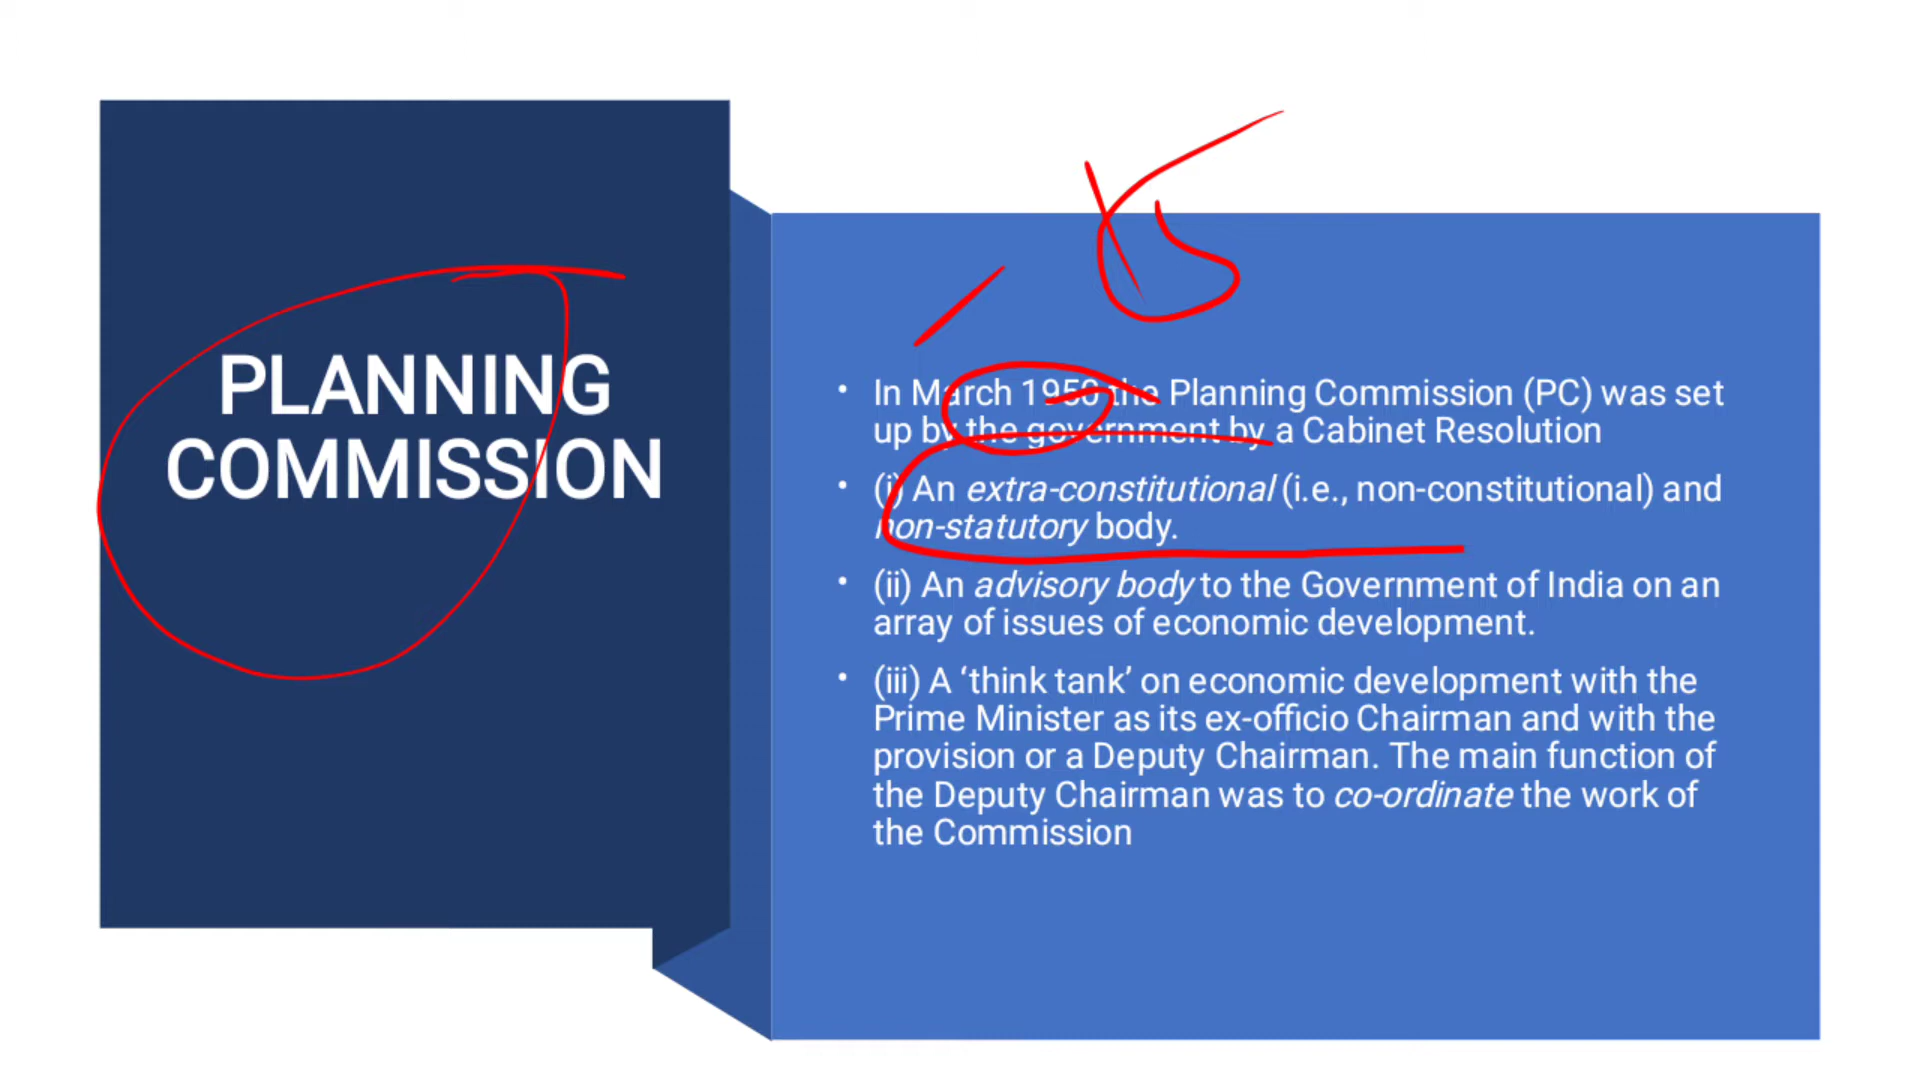 PLANNING
COMMISSION
• In March 1950 the Planning Commission (PC) was set
up by the government by a Cabinet Resolution
• (i) An extra-constitutional (i.e., non-constitutional) and
non-statutory body.
• (ii) An advisory body to the Government of India on an
array of issues of economic development.
• (iii) A ‘think tank’ on economic development with the
Prime Minister as its ex-officio Chairman and with the
provision or a Deputy Chairman. The main function of
the Deputy Chairman was to co-ordinate the work of
the Commission